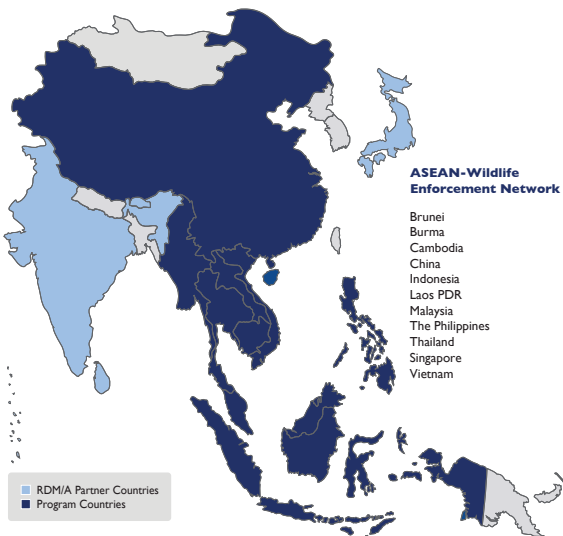 ASEAN-Wildlife
Enforcement Network
Brunei
Burma
Cambodia
China
Indonesia
Laos PDR
Malaysia
The Philippines
Thailand
Singapore
Vietnam
RDM/A Partner Countries
Program Countries